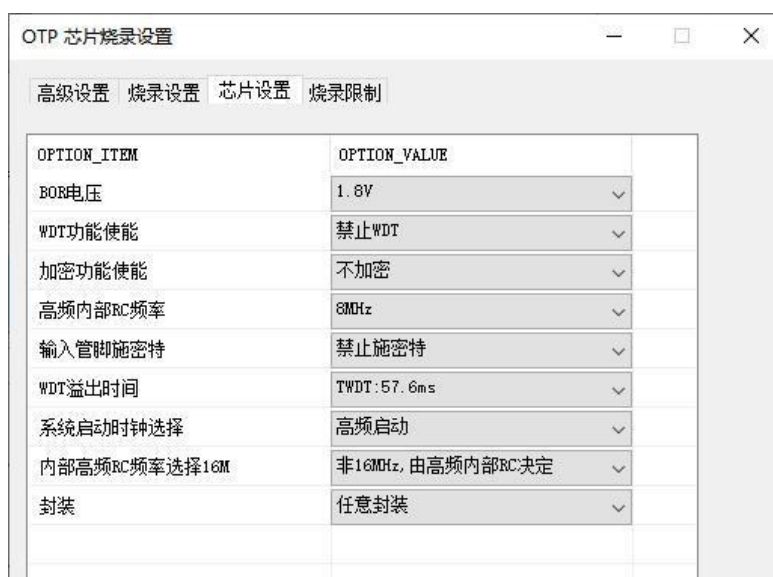 OTP 芯片烧录设置
高级设置 烧录设置 芯片设置 烧录限制
OPTION_ITEM OPTION_VALUE
BOR电压 1.8V
WDT功能使能 禁止WDT
加密功能使能 不加密
高频内部RC频率 8MHz
输入管脚施密特 禁止施密特
WDT溢出时间 TWDT:57.6ms
系统启动时钟选择 高频启动
内部高频RC频率选择16M 非16MHz,由高频内部RC决定
封装 任意封装